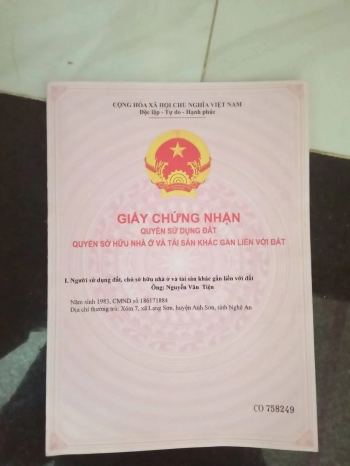 CỘNG HÒA XÃ HỘI CHỦ NGHĨA VIỆT NAM
Độc lập - Tự do - Hạnh phúc
GIẤY CHỨNG NHẬN
QUYỀN SỬ DỤNG ĐẤT
QUYỀN SỞ HỮU NHÀ Ở VÀ TÀI SẢN KHÁC GẮN LIỀN VỚI ĐẤT
I. Người sử dụng đất, chủ sở hữu nhà ở và tài sản khác gắn liền với đất
Ông: Nguyễn Văn Tiện
Năm sinh 1983, CMND số 186171884
Địa chỉ thường trú: Xóm 7, xã Lạng Sơn, huyện Anh Sơn, tỉnh Nghệ An
CO 758249